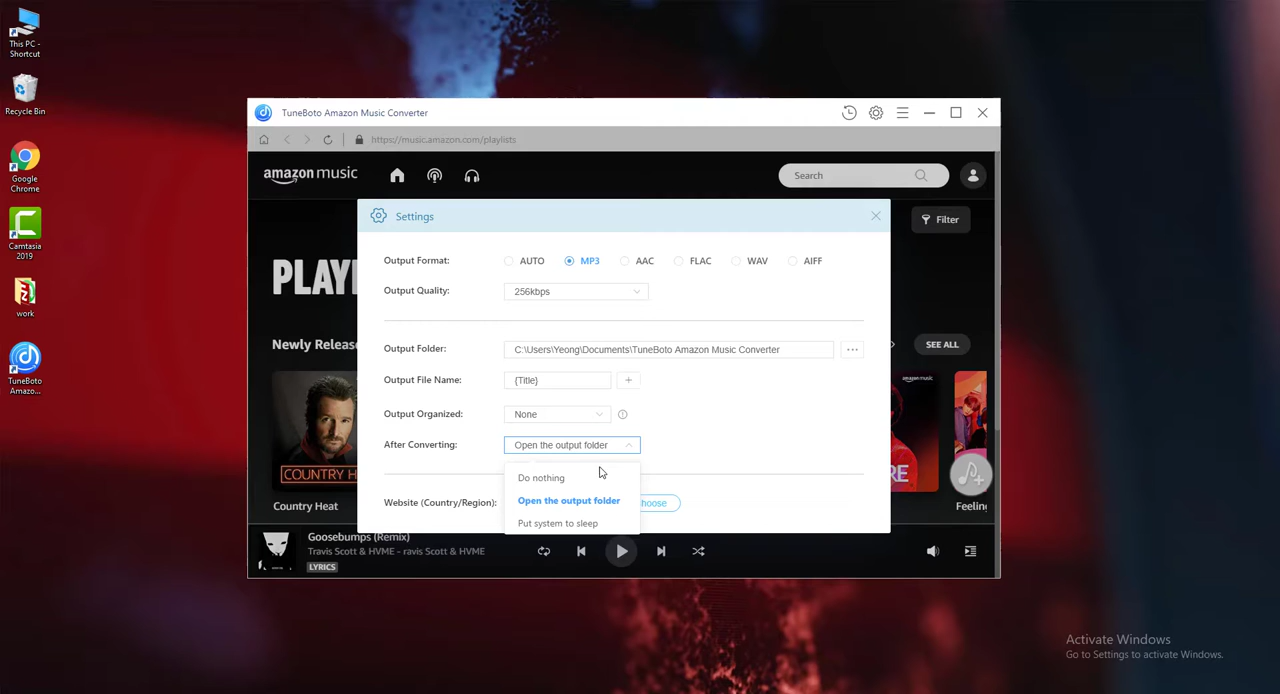 This PC -
Shortcut
Recycle Bin
Google
Chrome
Camtasia
2019
work
TuneBoto
Amazo...
TuneBoto Amazon Music Converter
https://music.amazon.com/playlists
amazon music
Search
Settings
Filter
Output Format:
AUTO
MP3
AAC
FLAC
WAV
AIFF
PLAY
Output Quality:
256kbps
Newly Release
SEE ALL
Output Folder:
C:\Users\Yeong\Documents\TuneBoto Amazon Music Converter
...
Output File Name:
{Title}
+
amazon music
Output Organized:
None
After Converting:
Open the output folder
Do nothing
Open the output folder
Put system to sleep
COUNTRY H
RE
Website (Country/Region):
hoose
Country Heat
Feeling
Goosebumps (Remix)
Travis Scott & HVME - ravis Scott & HVME
LYRICS
Activate Windows
Go to Settings to activate Windows.